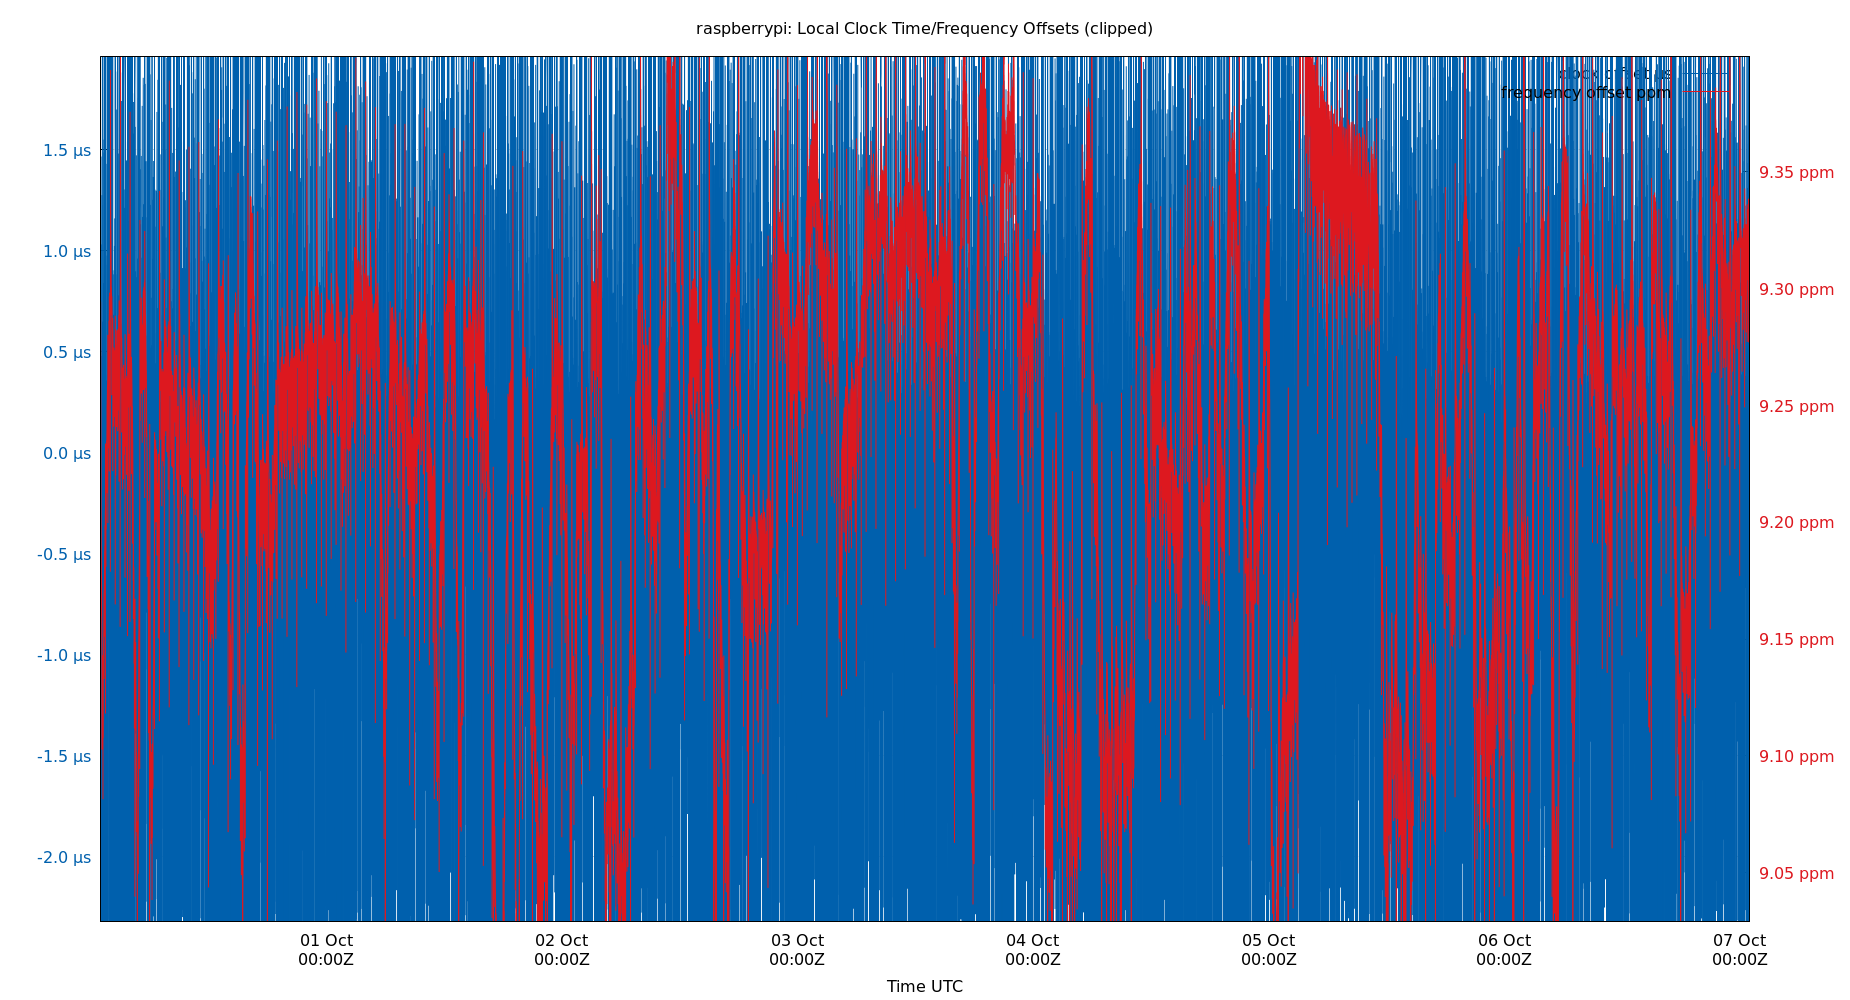 raspberrypi: Local Clock Time/Frequency Offsets (clipped)
clock offset µs
frequency offset ppm
1.5 µs
1.0 µs
0.5 µs
0.0 µs
-0.5 µs
-1.0 µs
-1.5 µs
-2.0 µs
9.35 ppm
9.30 ppm
9.25 ppm
9.20 ppm
9.15 ppm
9.10 ppm
9.05 ppm
01 Oct
00:00Z
02 Oct
00:00Z
03 Oct
00:00Z
04 Oct
00:00Z
05 Oct
00:00Z
06 Oct
00:00Z
07 Oct
00:00Z
Time UTC